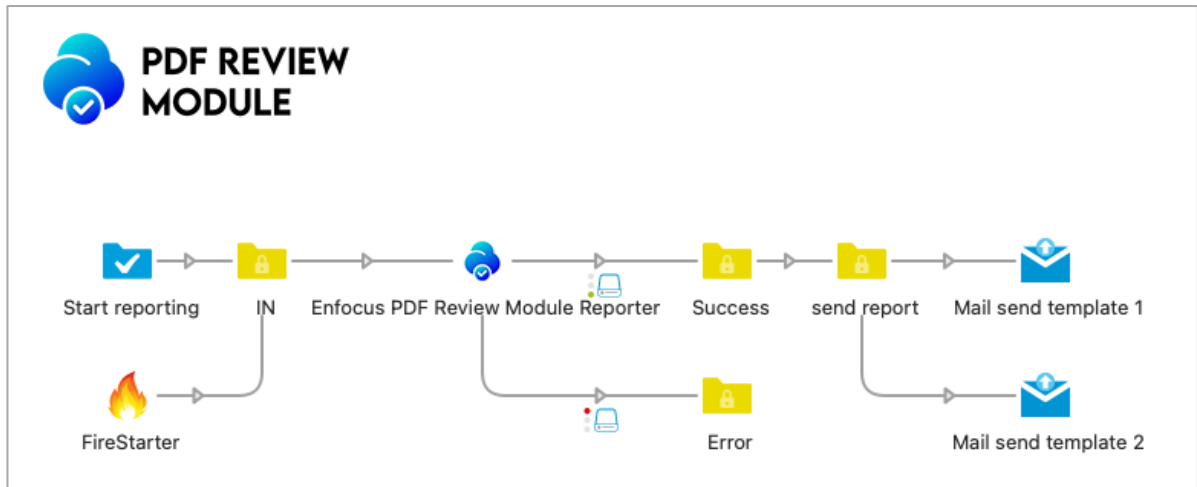 PDF REVIEW
MODULE
Start reporting
IN
Enfocus PDF Review Module Reporter
Success
send report
Mail send template 1
FireStarter
Error
Mail send template 2